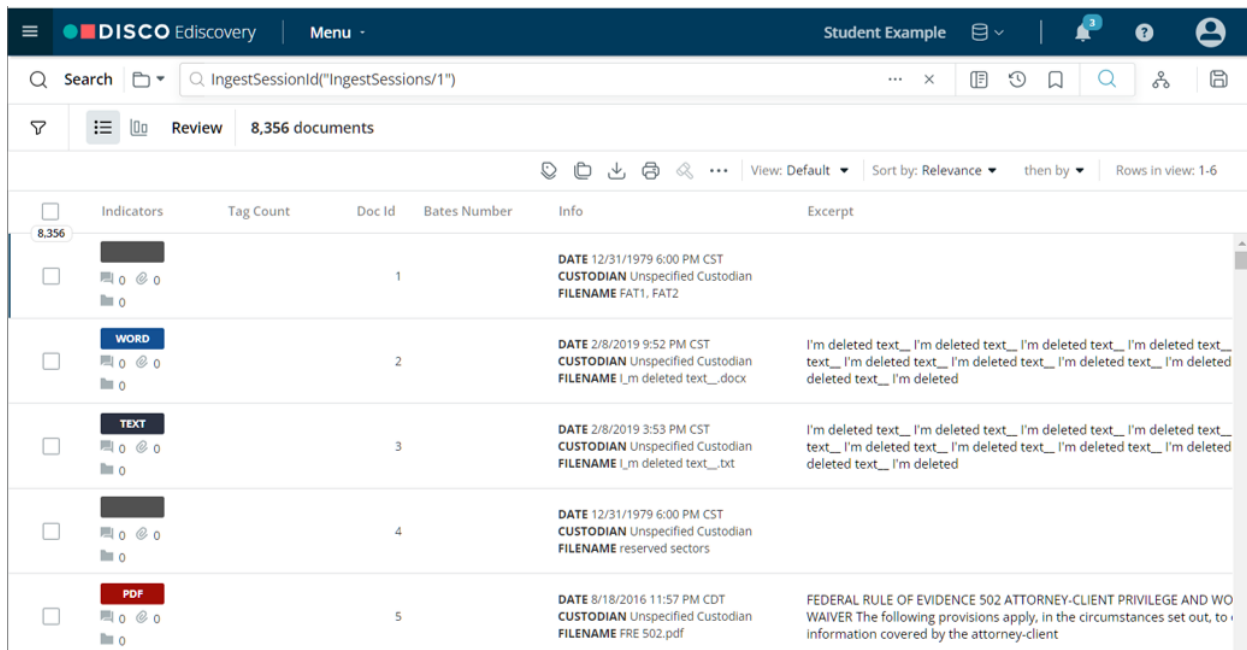 DISCO Ediscovery Menu Student Example 3
Search IngestSessionId("IngestSessions/1")
Review 8,356 documents
View: Default Sort by: Relevance then by Rows in view: 1-6
Indicators Tag Count Doc Id Bates Number Info Excerpt
8,356
0 0
0
1
DATE 12/31/1979 6:00 PM CST
CUSTODIAN Unspecified Custodian
FILENAME FAT1, FAT2
WORD
0 0
0
2
DATE 2/8/2019 9:52 PM CST
CUSTODIAN Unspecified Custodian
FILENAME I_m deleted text__.docx
I'm deleted text__ I'm deleted text__ I'm deleted text__ I'm deleted text__
text__ I'm deleted text__ I'm deleted text__ I'm deleted text__ I'm deleted
deleted text__ I'm deleted
TEXT
0 0
0
3
DATE 2/8/2019 3:53 PM CST
CUSTODIAN Unspecified Custodian
FILENAME I_m deleted text__.txt
I'm deleted text__ I'm deleted text__ I'm deleted text__ I'm deleted text__
text__ I'm deleted text__ I'm deleted text__ I'm deleted text__ I'm deleted
deleted text__ I'm deleted
0 0
0
4
DATE 12/31/1979 6:00 PM CST
CUSTODIAN Unspecified Custodian
FILENAME reserved sectors
PDF
0 0
0
5
DATE 8/18/2016 11:57 PM CDT
CUSTODIAN Unspecified Custodian
FILENAME FRE 502.pdf
FEDERAL RULE OF EVIDENCE 502 ATTORNEY-CLIENT PRIVILEGE AND WO
WAIVER The following provisions apply, in the circumstances set out, to
information covered by the attorney-client